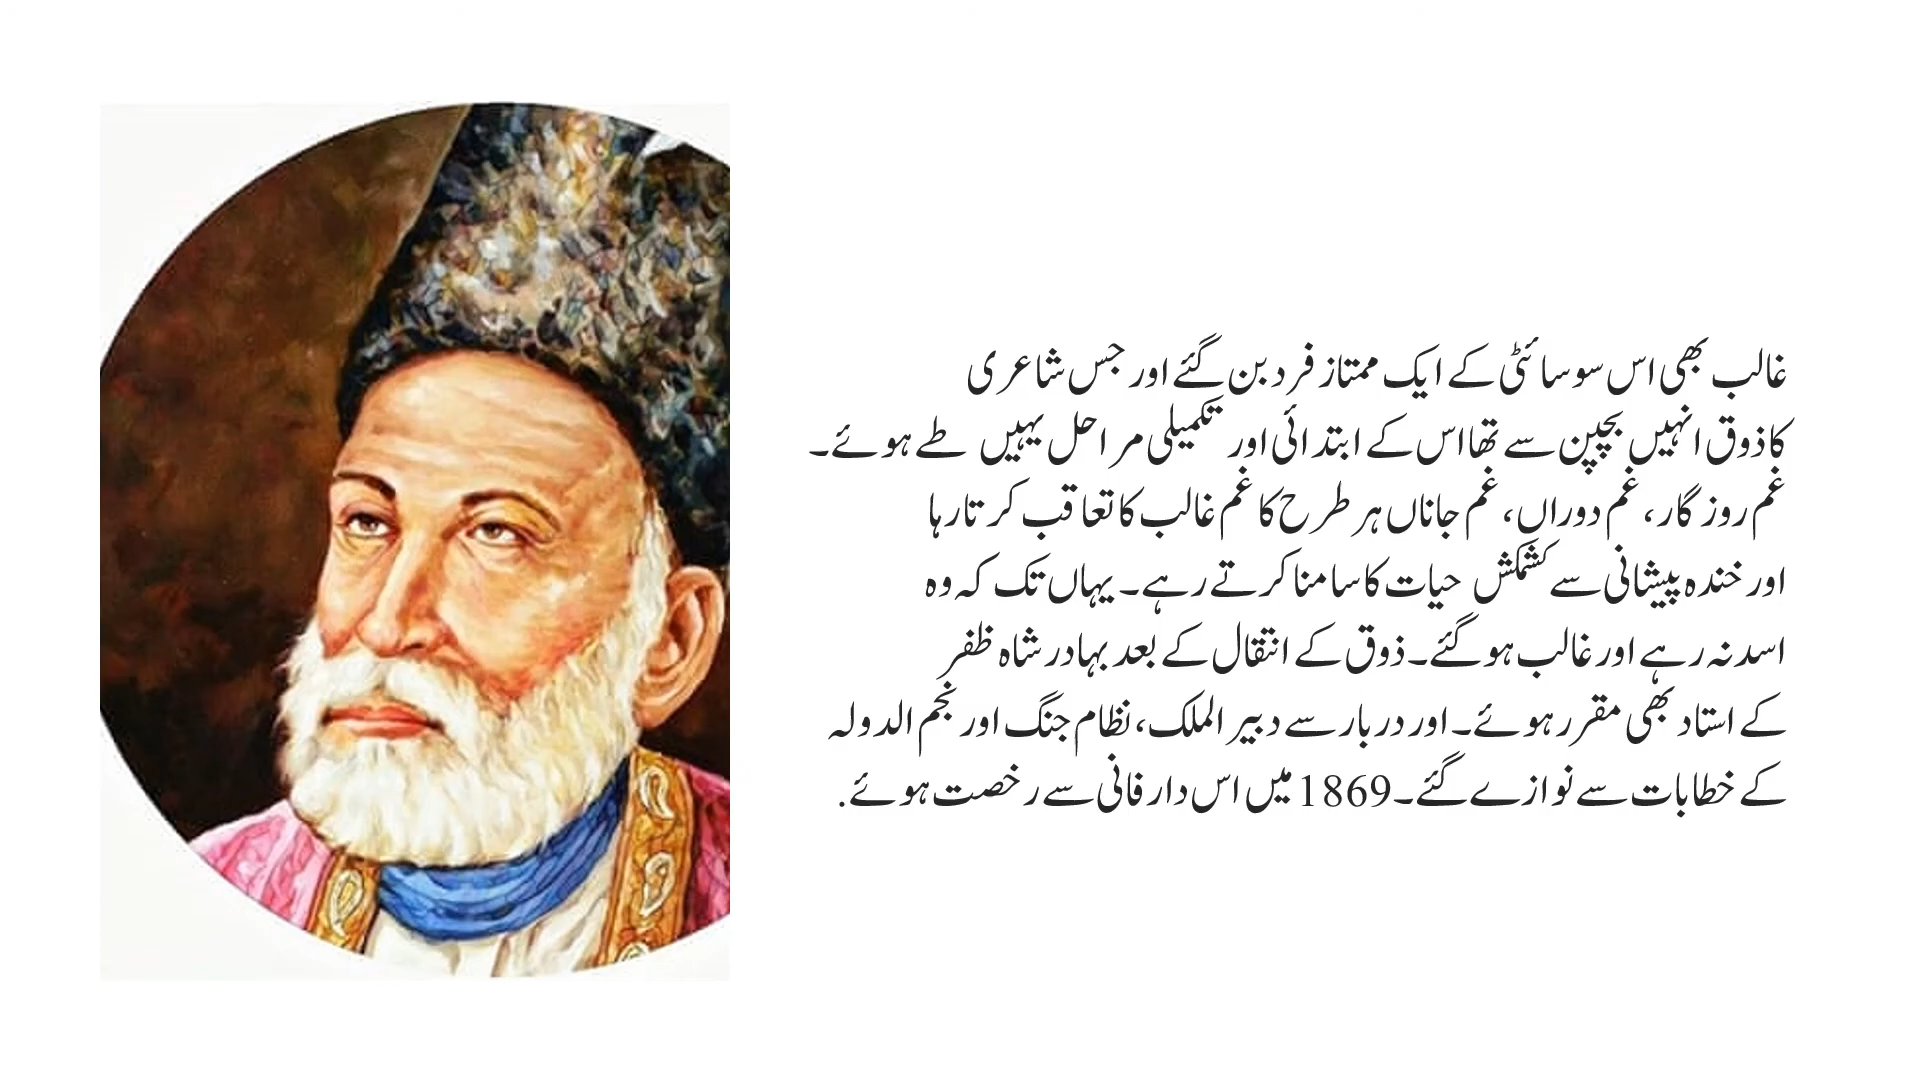 غالب بھی اس سوسائٹی کے ایک ممتاز فرد بن گئے اور جس شاعری
کا ذوق انہیں بچپن سے تھا اس کے ابتدائی اور تکمیلی مراحل یہیں طے ہوئے۔
غم روزگار، غم دوراں، غم جاناں ہر طرح کا غم غالب کا تعاقب کرتا رہا
اور خندہ پیشانی سے کشمکش حیات کا سامنا کرتے رہے۔ یہاں تک کہ وہ
اسد نہ رہے اور غالب ہو گئے۔ ذوق کے انتقال کے بعد بہادر شاہ ظفر
کے استاد بھی مقرر ہوئے۔ اور دربار سے دبیر الملک، نظام جنگ اور نجم الدولہ
کے خطابات سے نوازے گئے۔ 1869 میں اس دار فانی سے رخصت ہوئے.